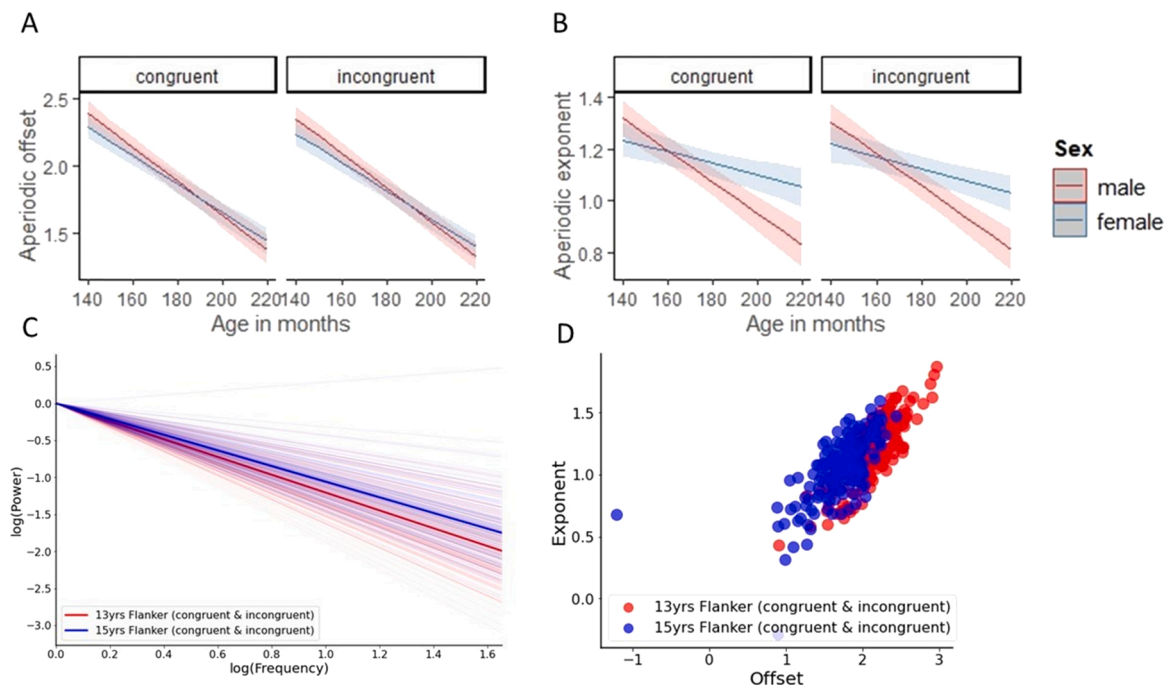 A
congruent
incongruent
2.5
2.0
1.5
Aperiodic offset
140 160 180 200 220
140 160 180 200 220
Age in months
B
congruent
incongruent
1.4
1.2
1.0
0.8
Aperiodic exponent
140 160 180 200 220
140 160 180 200 220
Age in months
Sex
male
female
C
0.5
0.0
−0.5
−1.0
−1.5
−2.0
−2.5
−3.0
log(Power)
13yrs Flanker (congruent & incongruent)
15yrs Flanker (congruent & incongruent)
0.0 0.2 0.4 0.6 0.8 1.0 1.2 1.4 1.6
log(Frequency)
D
1.5
1.0
0.5
0.0
Exponent
13yrs Flanker (congruent & incongruent)
15yrs Flanker (congruent & incongruent)
−1 0 1 2 3
Offset